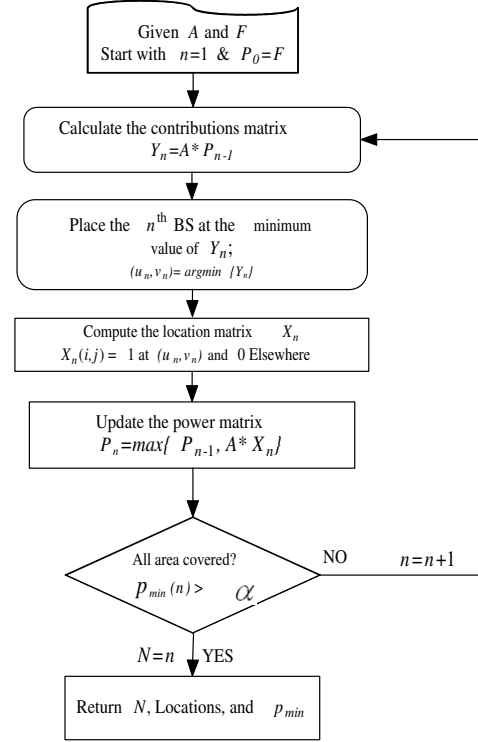 Given A and F
Start with n=1 & P₀=F
Calculate the contributions matrix
Yₙ=A* Pₙ₋₁
Place the nᵗʰ BS at the minimum
value of Yₙ;
(uₙ,vₙ)= argmin {Yₙ}
Compute the location matrix Xₙ
Xₙ(i,j) = 1 at (uₙ,vₙ) and 0 Elsewhere
Update the power matrix
Pₙ=max{ Pₙ₋₁, A* Xₙ}
All area covered?
p_min(n) > α
NO
n=n+1
N=n YES
Return N, Locations, and p_min